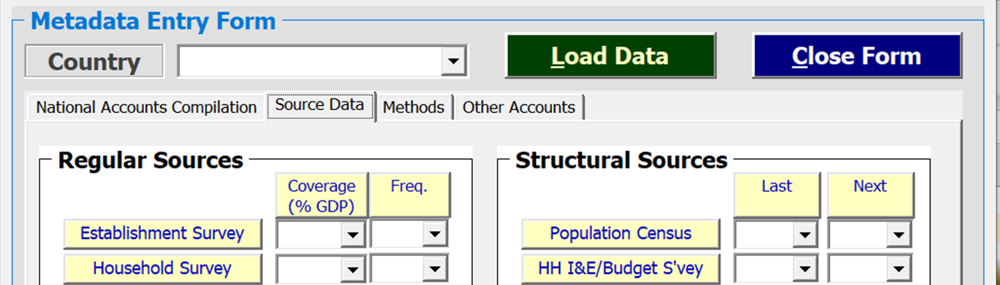 Metadata Entry Form
Country
Load Data
Close Form
National Accounts Compilation
Source Data
Methods
Other Accounts
Regular Sources
Coverage
(% GDP)
Freq.
Establishment Survey
Household Survey
Structural Sources
Last
Next
Population Census
HH I&E/Budget S'vey